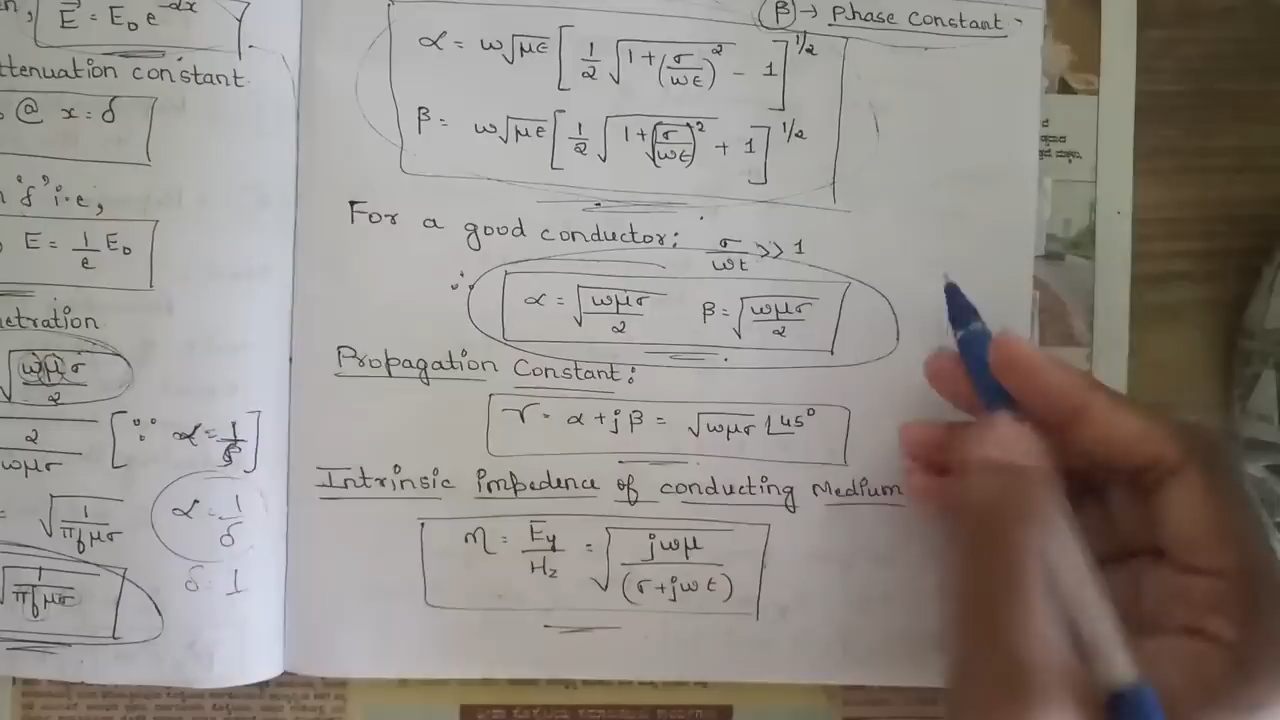 E⃗ = E₀ e^-αx
ttenuation constant
@ x = δ
'δ' i.e,
E = 1/e E₀
etration
√(ωμσ/2)
2/ωμσ [∵ α = 1/δ]
= √(1/πfμσ)
α = 1/δ
δ = 1
√(1/πfμσ)
(β) → Phase constant.
α = ω√με [1/2 √(1+(σ/ωϵ)²) - 1]^1/2
β = ω√με [1/2 √(1+(σ/ωϵ)²) + 1]^1/2
For a good conductor: σ/ωϵ >> 1
∴ α = √(ωμσ/2) β = √(ωμσ/2)
Propagation Constant:
γ = α + jβ = √ωμσ ∠45°
Intrinsic Impedence of conducting Medium
η = Ey/Hz = √(jωμ/(σ+jωϵ))